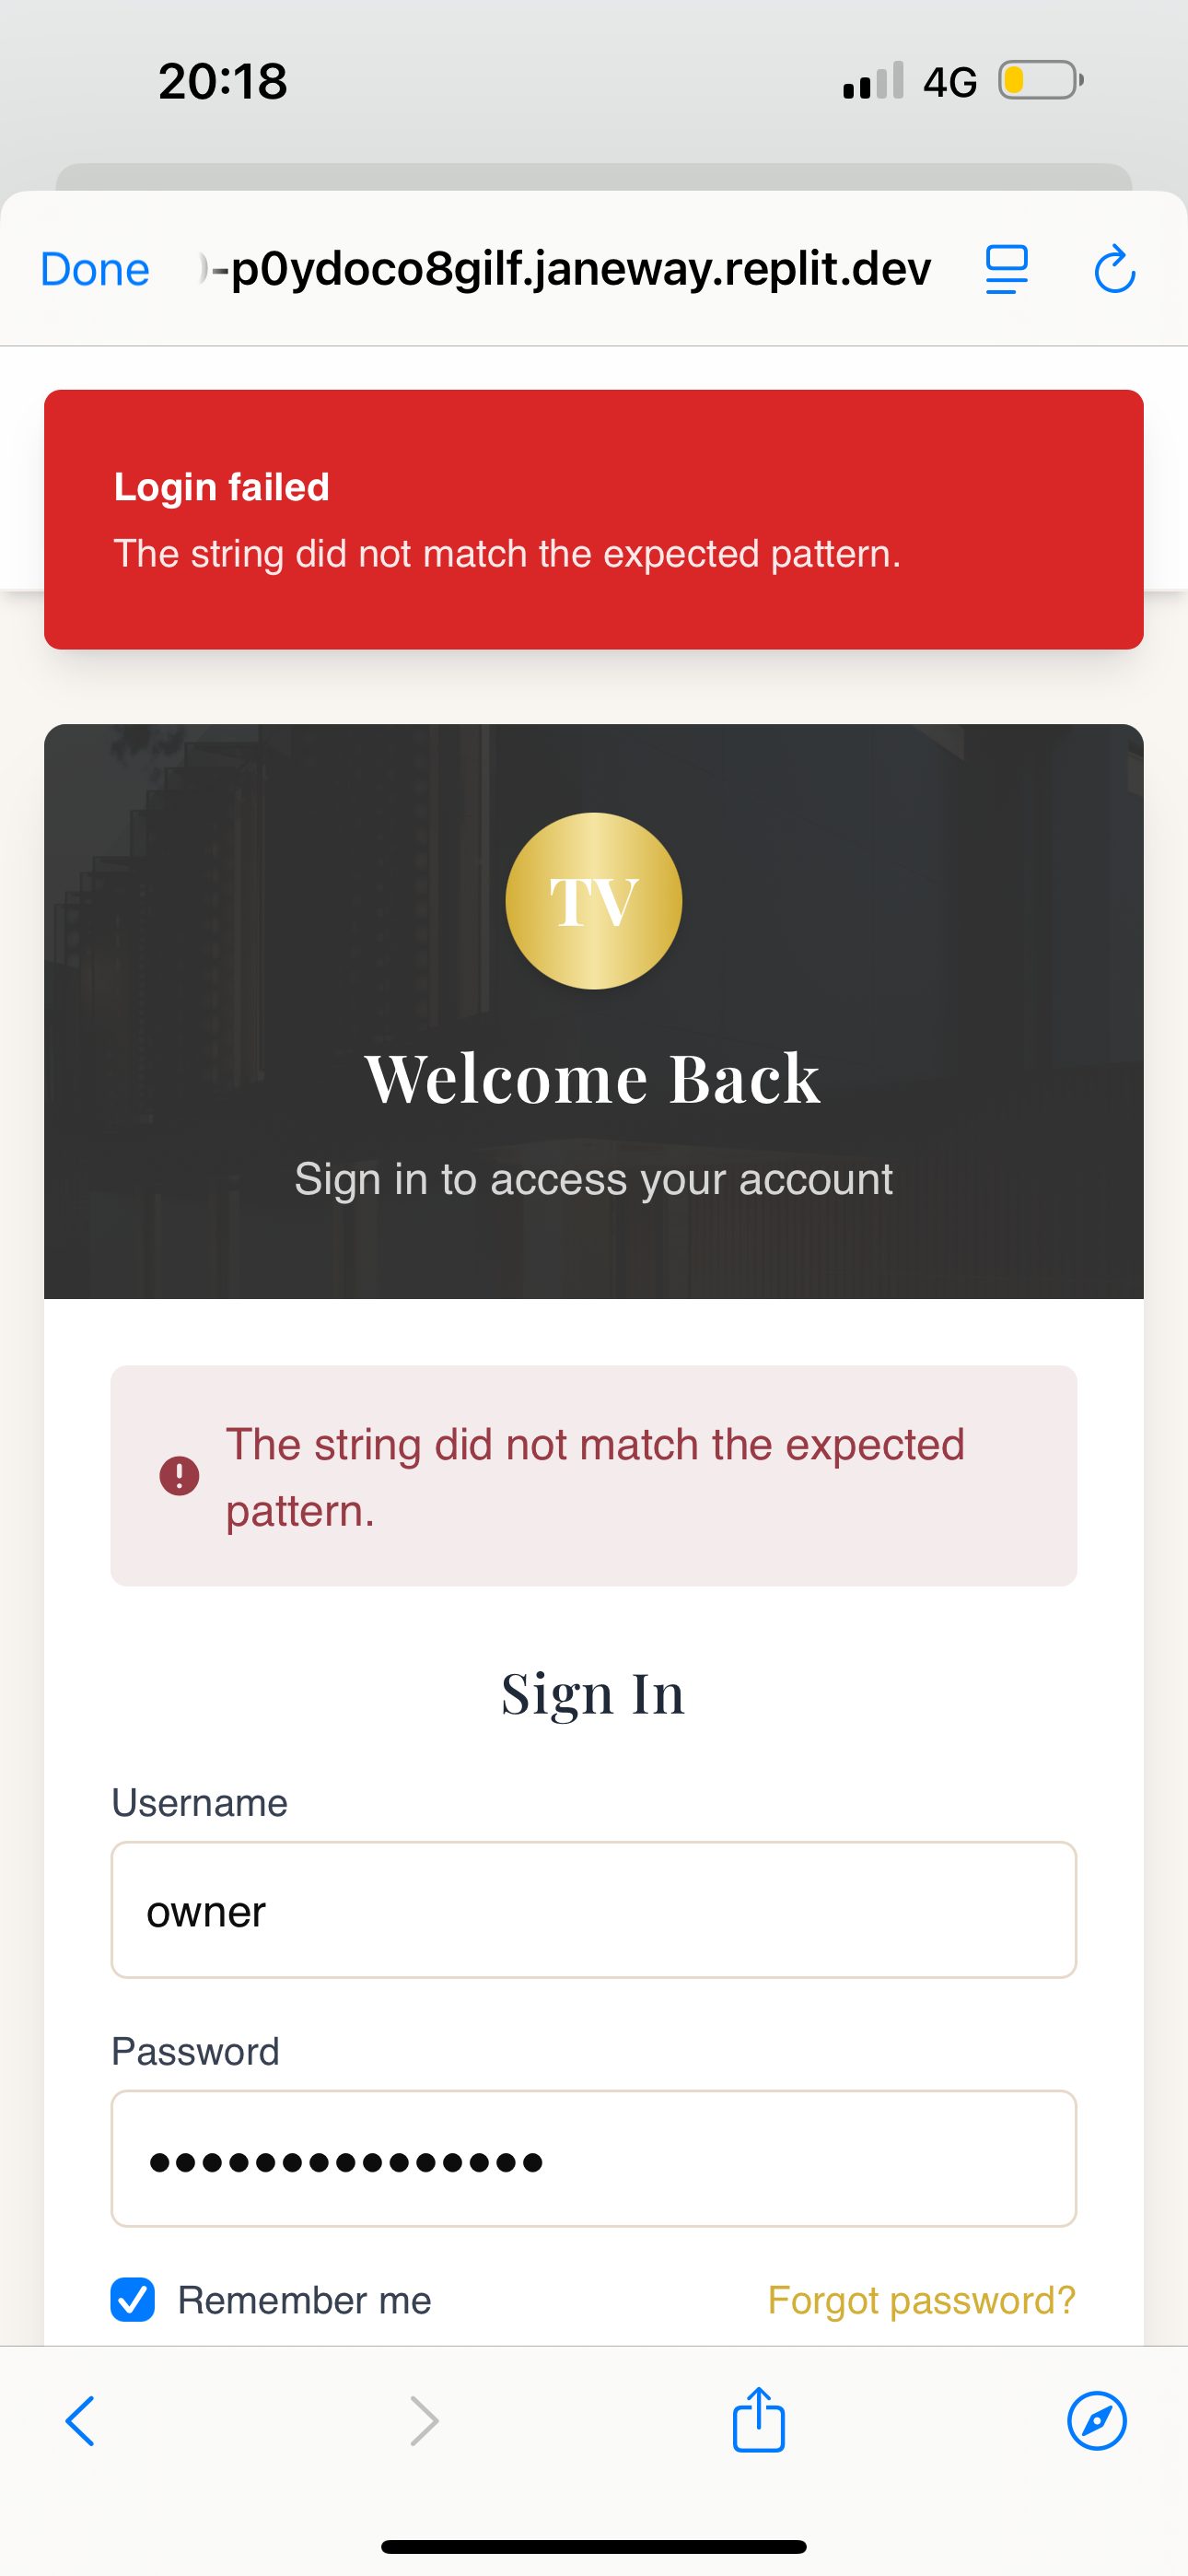 20:18
4G
Done
-p0ydoco8gilf.janeway.replit.dev
Login failed
The string did not match the expected pattern.
TV
Welcome Back
Sign in to access your account
The string did not match the expected
pattern.
Sign In
Username
owner
Password
•••••••••••••••
Remember me
Forgot password?